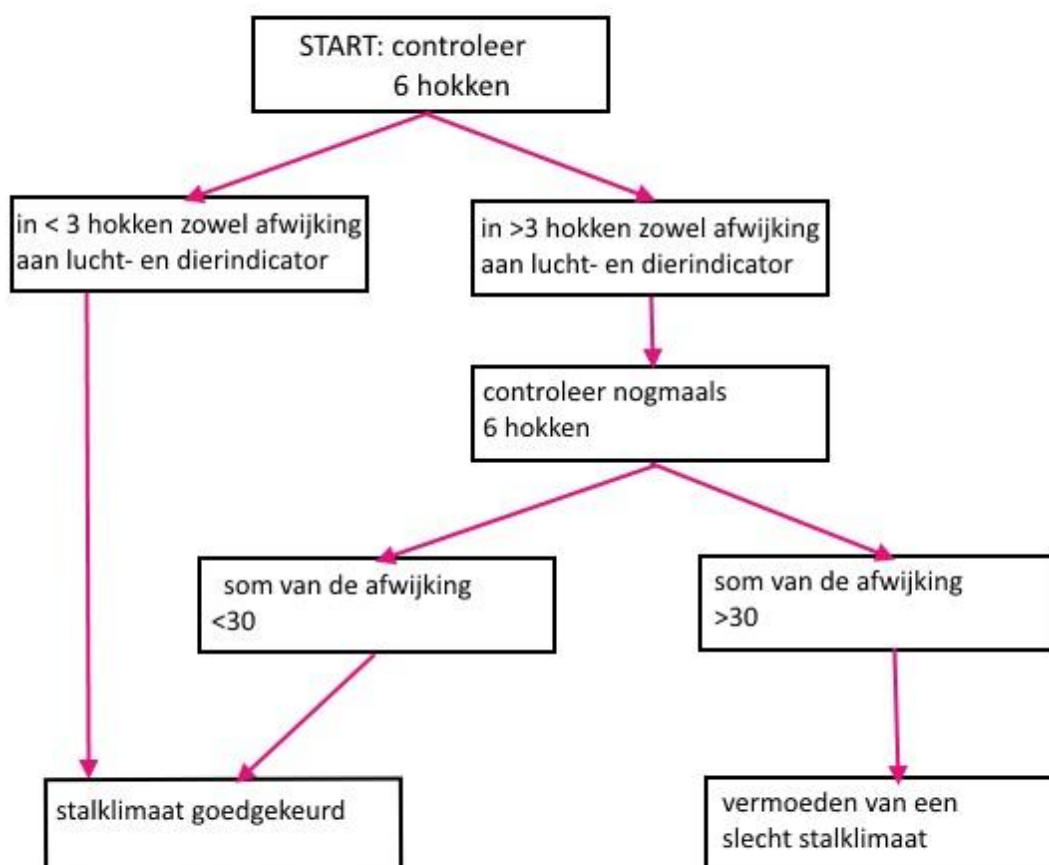 START: controleer
6 hokken
in < 3 hokken zowel afwijking
aan lucht- en dierindicator
in >3 hokken zowel afwijking
aan lucht- en dierindicator
controleer nogmaals
6 hokken
som van de afwijking
<30
som van de afwijking
>30
stalklimaat goedgekeurd
vermoeden van een
slecht stalklimaat